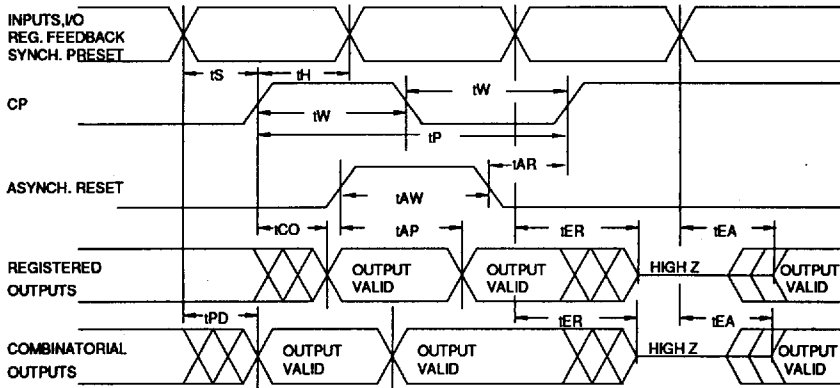 INPUTS,I/O
REG. FEEDBACK
SYNCH. PRESET
tS
tH
tW
CP
tW
tP
tAR
ASYNCH. RESET
tAW
tCO
tAP
tER
tEA
REGISTERED
OUTPUTS
OUTPUT
VALID
OUTPUT
VALID
HIGH Z
OUTPUT
VALID
tPD
tER
tEA
COMBINATORIAL
OUTPUTS
OUTPUT
VALID
OUTPUT
VALID
HIGH Z
OUTPUT
VALID